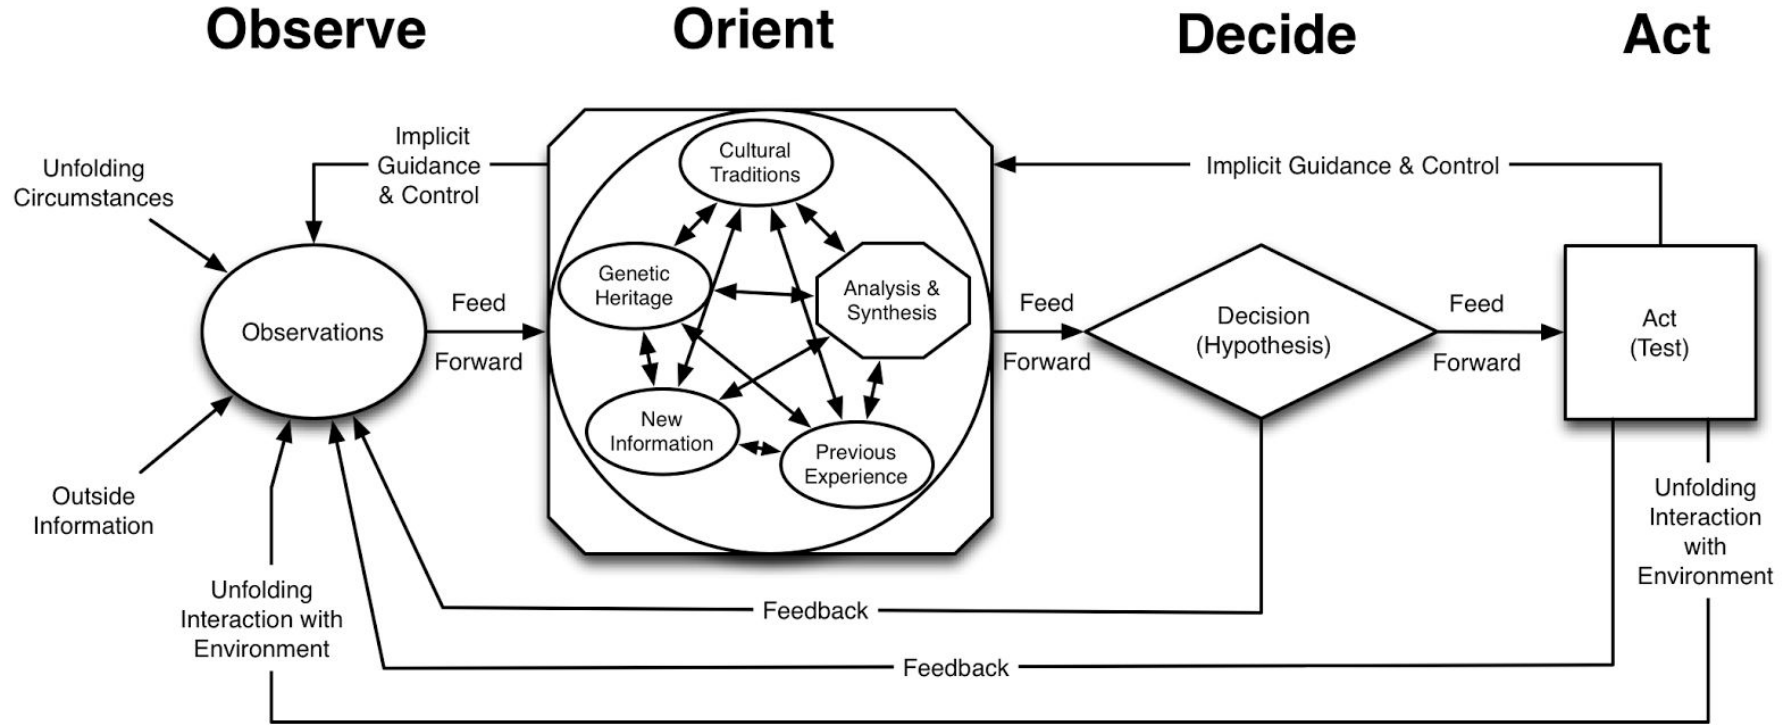 Observe
Orient
Decide
Act
Implicit
Guidance
& Control
Unfolding
Circumstances
Observations
Outside
Information
Feed
Forward
Cultural
Traditions
Genetic
Heritage
Analysis &
Synthesis
New
Information
Previous
Experience
Implicit Guidance & Control
Feed
Forward
Decision
(Hypothesis)
Feed
Forward
Act
(Test)
Unfolding
Interaction
with
Environment
Unfolding
Interaction with
Environment
Feedback
Feedback